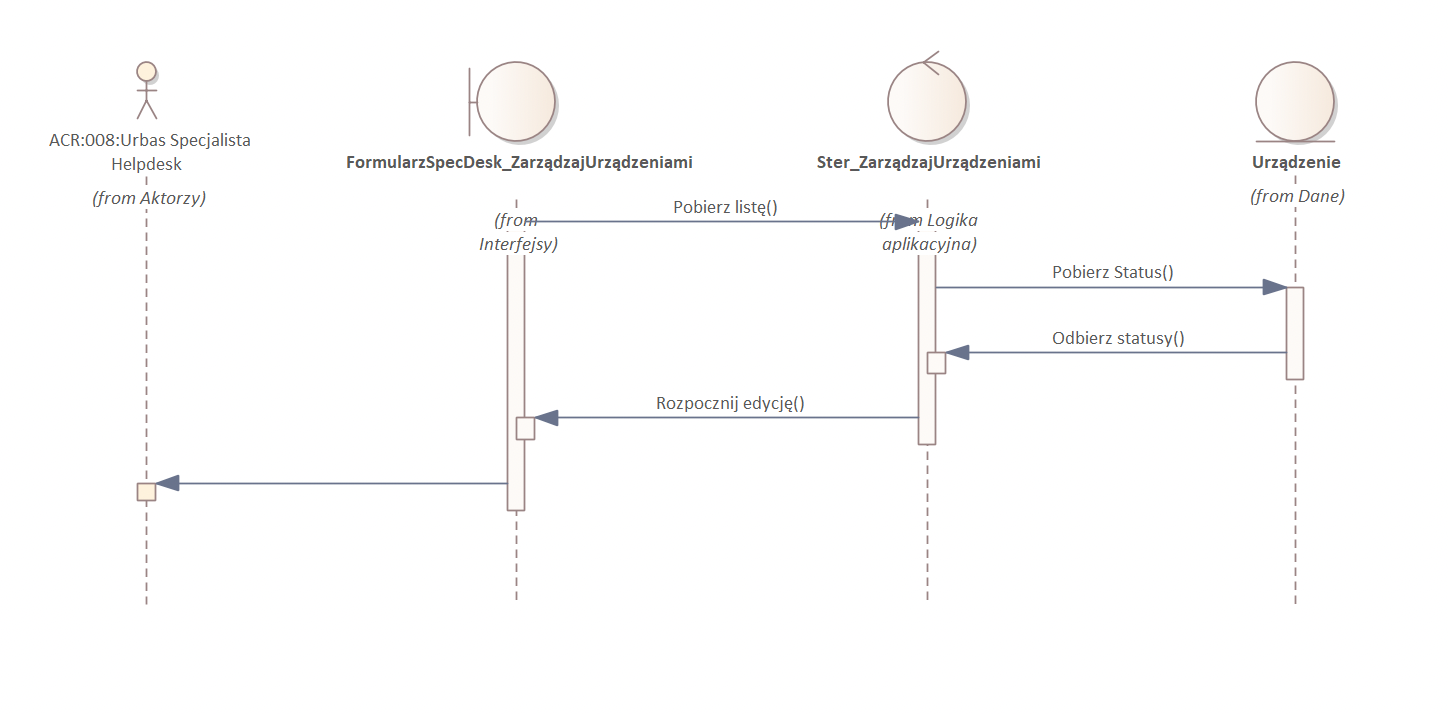 ACR:008:Urbas Specjalista
Helpdesk
(from Aktorzy)
FormularzSpecDesk_ZarządzajUrządzeniami
(from
Interfejsy)
Ster_ZarządzajUrządzeniami
(from Logika
aplikacyjna)
Urządzenie
(from Dane)
Pobierz listę()
Pobierz Status()
Odbierz statusy()
Rozpocznij edycję()